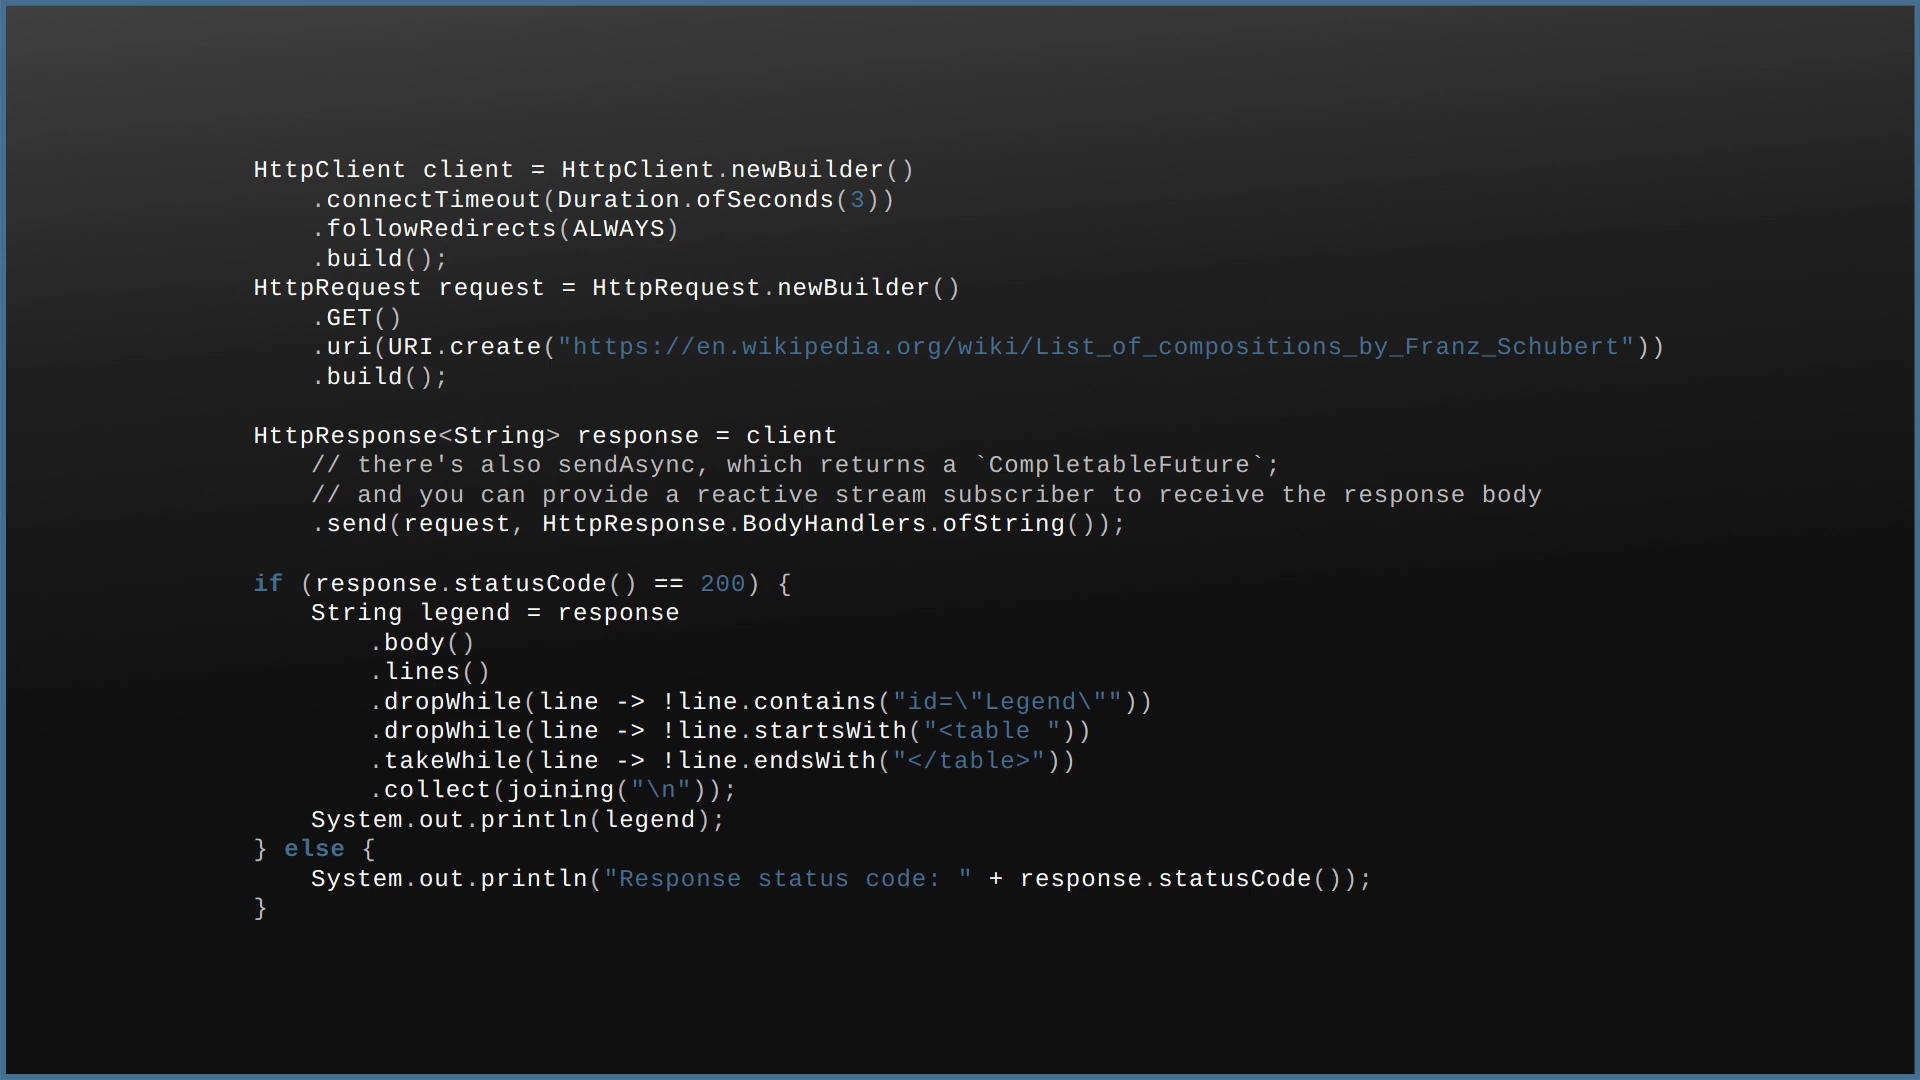 HttpClient client = HttpClient.newBuilder()
    .connectTimeout(Duration.ofSeconds(3))
    .followRedirects(ALWAYS)
    .build();
HttpRequest request = HttpRequest.newBuilder()
    .GET()
    .uri(URI.create("https://en.wikipedia.org/wiki/List_of_compositions_by_Franz_Schubert"))
    .build();

HttpResponse<String> response = client
    // there's also sendAsync, which returns a `CompletableFuture`;
    // and you can provide a reactive stream subscriber to receive the response body
    .send(request, HttpResponse.BodyHandlers.ofString());

if (response.statusCode() == 200) {
    String legend = response
        .body()
        .lines()
        .dropWhile(line -> !line.contains("id=\"Legend\""))
        .dropWhile(line -> !line.startsWith("<table "))
        .takeWhile(line -> !line.endsWith("</table>"))
        .collect(joining("\n"));
    System.out.println(legend);
} else {
    System.out.println("Response status code: " + response.statusCode());
}